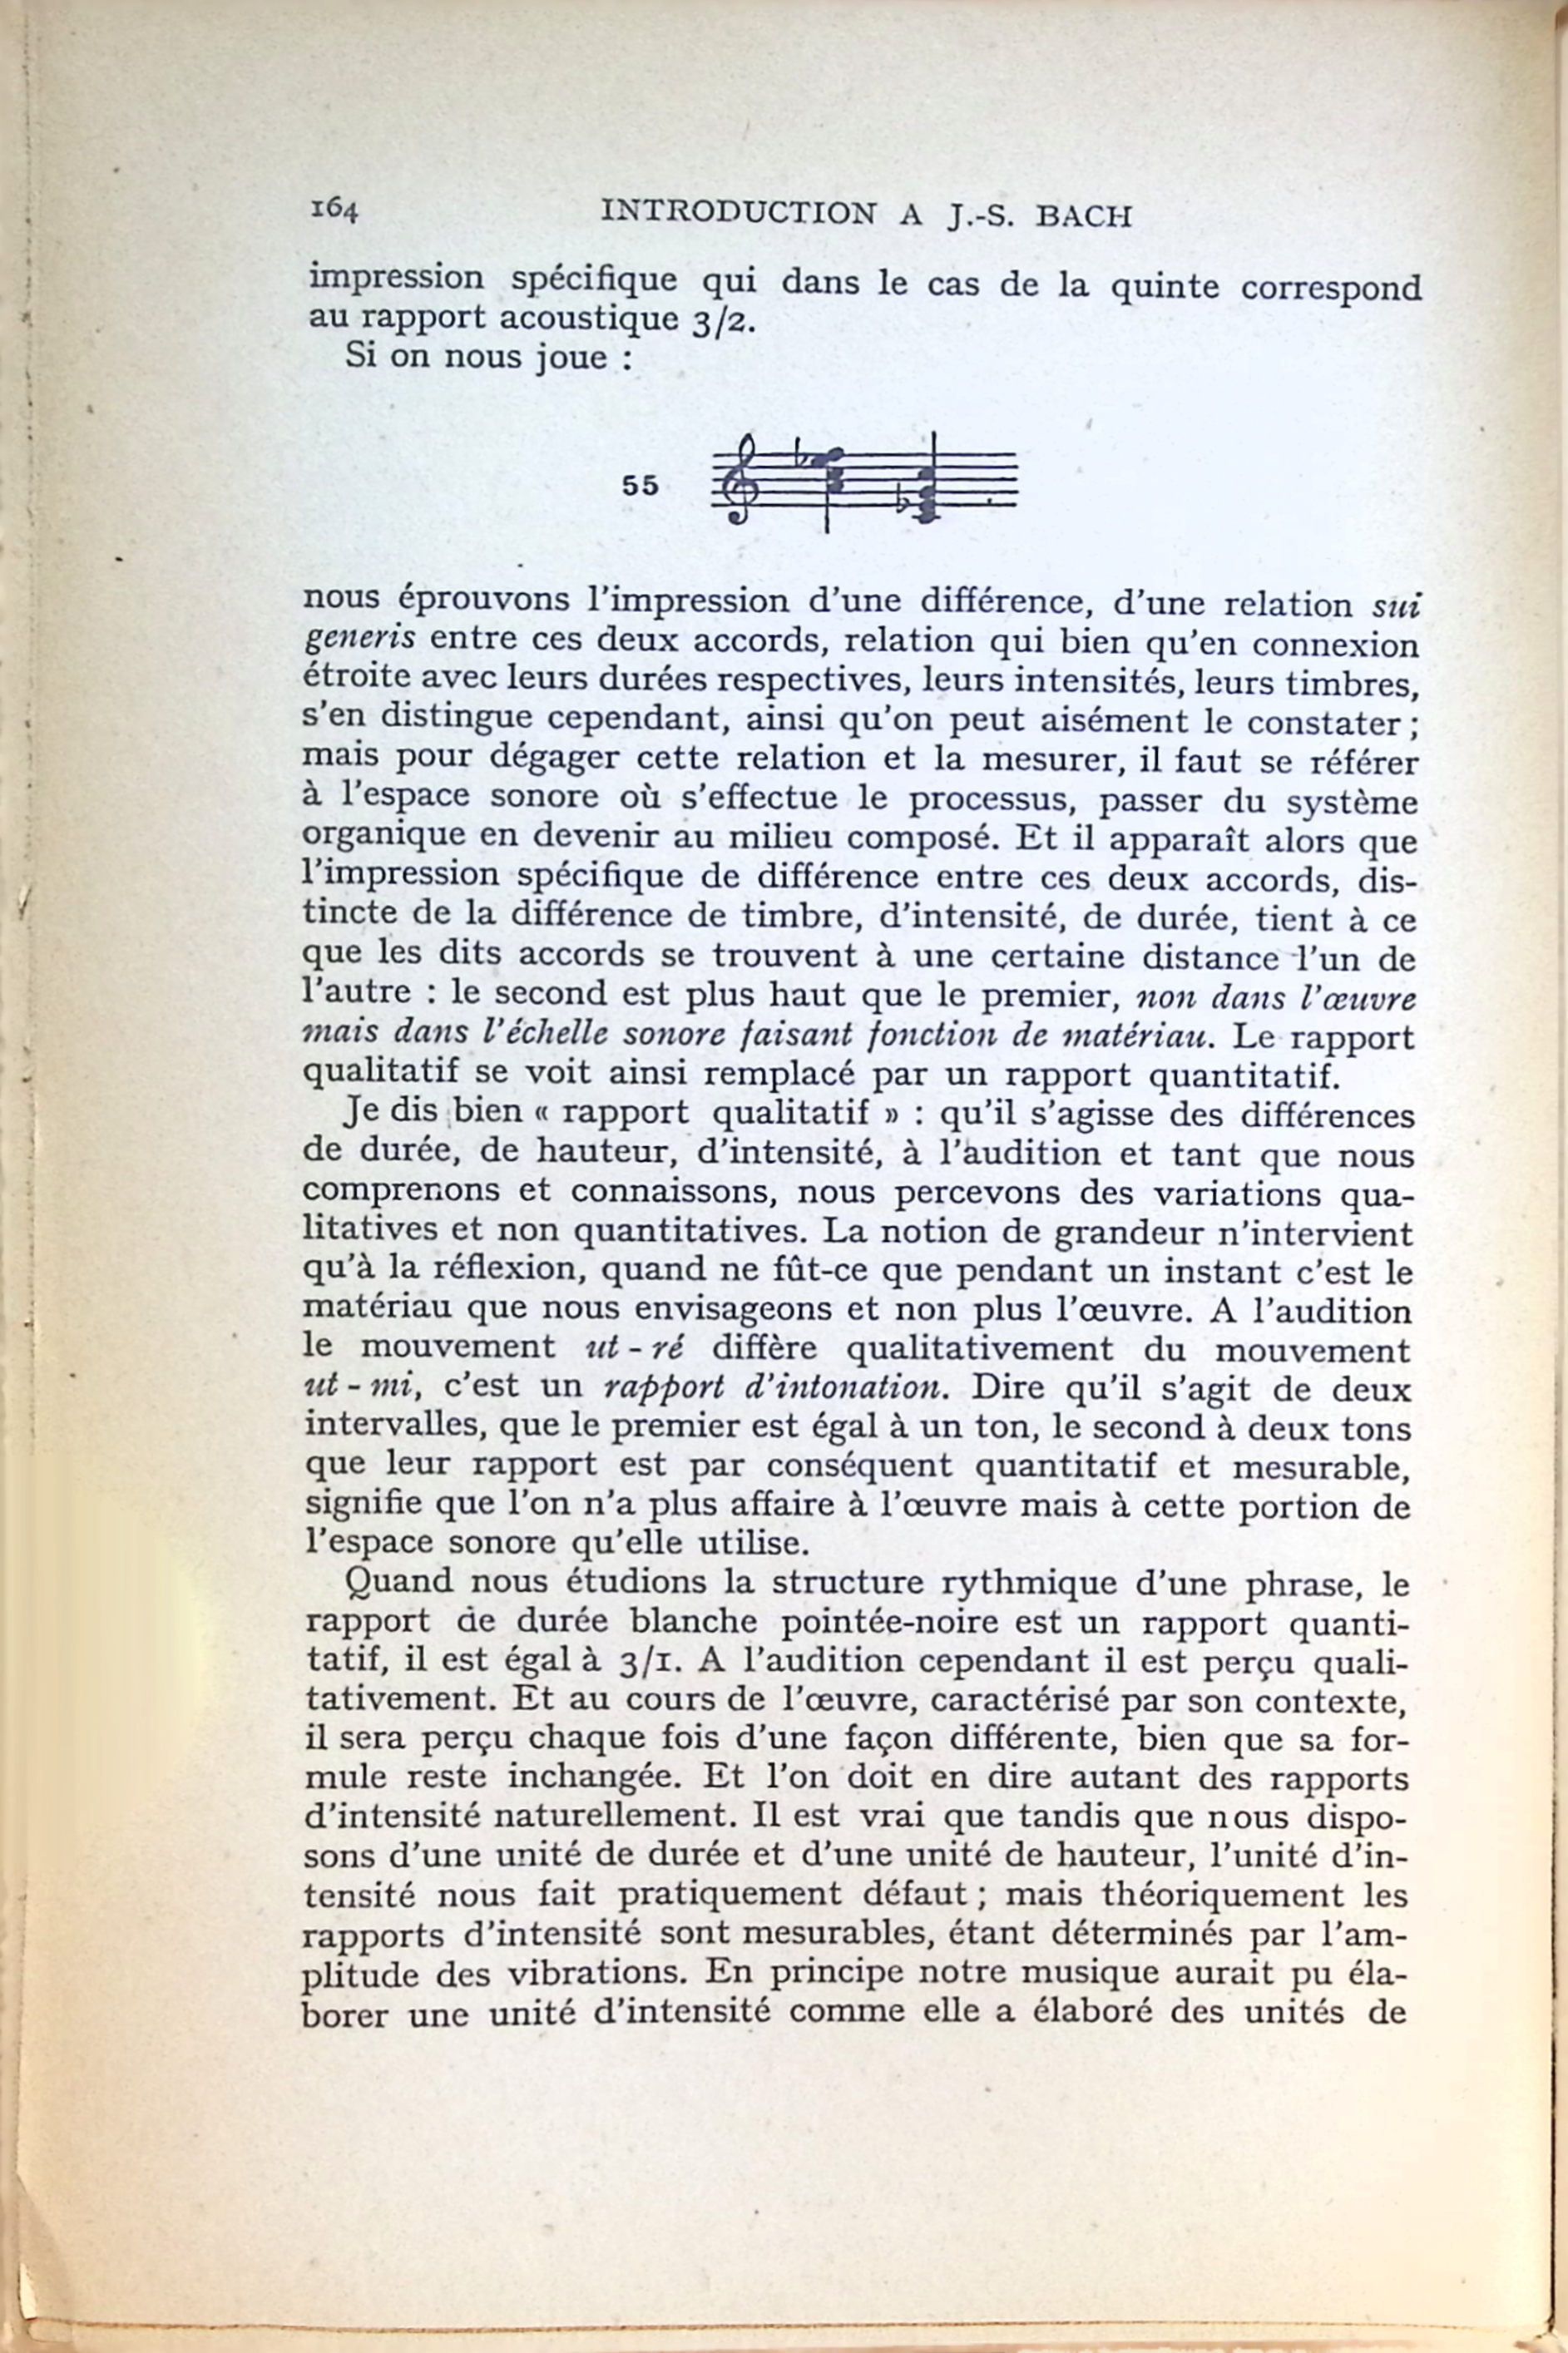 164 INTRODUCTION A J.-S. BACH
impression spécifique qui dans le cas de la quinte correspond
au rapport acoustique 3/2.
Si on nous joue :
55
nous éprouvons l'impression d'une différence, d'une relation sui
generis entre ces deux accords, relation qui bien qu'en connexion
étroite avec leurs durées respectives, leurs intensités, leurs timbres,
s'en distingue cependant, ainsi qu'on peut aisément le constater ;
mais pour dégager cette relation et la mesurer, il faut se référer
à l'espace sonore où s'effectue le processus, passer du système
organique en devenir au milieu composé. Et il apparaît alors que
l'impression spécifique de différence entre ces deux accords, dis-
tincte de la différence de timbre, d'intensité, de durée, tient à ce
que les dits accords se trouvent à une certaine distance l'un de
l'autre : le second est plus haut que le premier, non dans l'œuvre
mais dans l'échelle sonore faisant fonction de matériau. Le rapport
qualitatif se voit ainsi remplacé par un rapport quantitatif.
Je dis bien « rapport qualitatif » : qu'il s'agisse des différences
de durée, de hauteur, d'intensité, à l'audition et tant que nous
comprenons et connaissons, nous percevons des variations qua-
litatives et non quantitatives. La notion de grandeur n'intervient
qu'à la réflexion, quand ne fût-ce que pendant un instant c'est le
matériau que nous envisageons et non plus l'œuvre. A l'audition
le mouvement ut - ré diffère qualitativement du mouvement
ut - mi, c'est un rapport d'intonation. Dire qu'il s'agit de deux
intervalles, que le premier est égal à un ton, le second à deux tons
que leur rapport est par conséquent quantitatif et mesurable,
signifie que l'on n'a plus affaire à l'œuvre mais à cette portion de
l'espace sonore qu'elle utilise.
Quand nous étudions la structure rythmique d'une phrase, le
rapport de durée blanche pointée-noire est un rapport quanti-
tatif, il est égal à 3/1. A l'audition cependant il est perçu quali-
tativement. Et au cours de l'œuvre, caractérisé par son contexte,
il sera perçu chaque fois d'une façon différente, bien que sa for-
mule reste inchangée. Et l'on doit en dire autant des rapports
d'intensité naturellement. Il est vrai que tandis que nous dispo-
sons d'une unité de durée et d'une unité de hauteur, l'unité d'in-
tensité nous fait pratiquement défaut ; mais théoriquement les
rapports d'intensité sont mesurables, étant déterminés par l'am-
plitude des vibrations. En principe notre musique aurait pu éla-
borer une unité d'intensité comme elle a élaboré des unités de